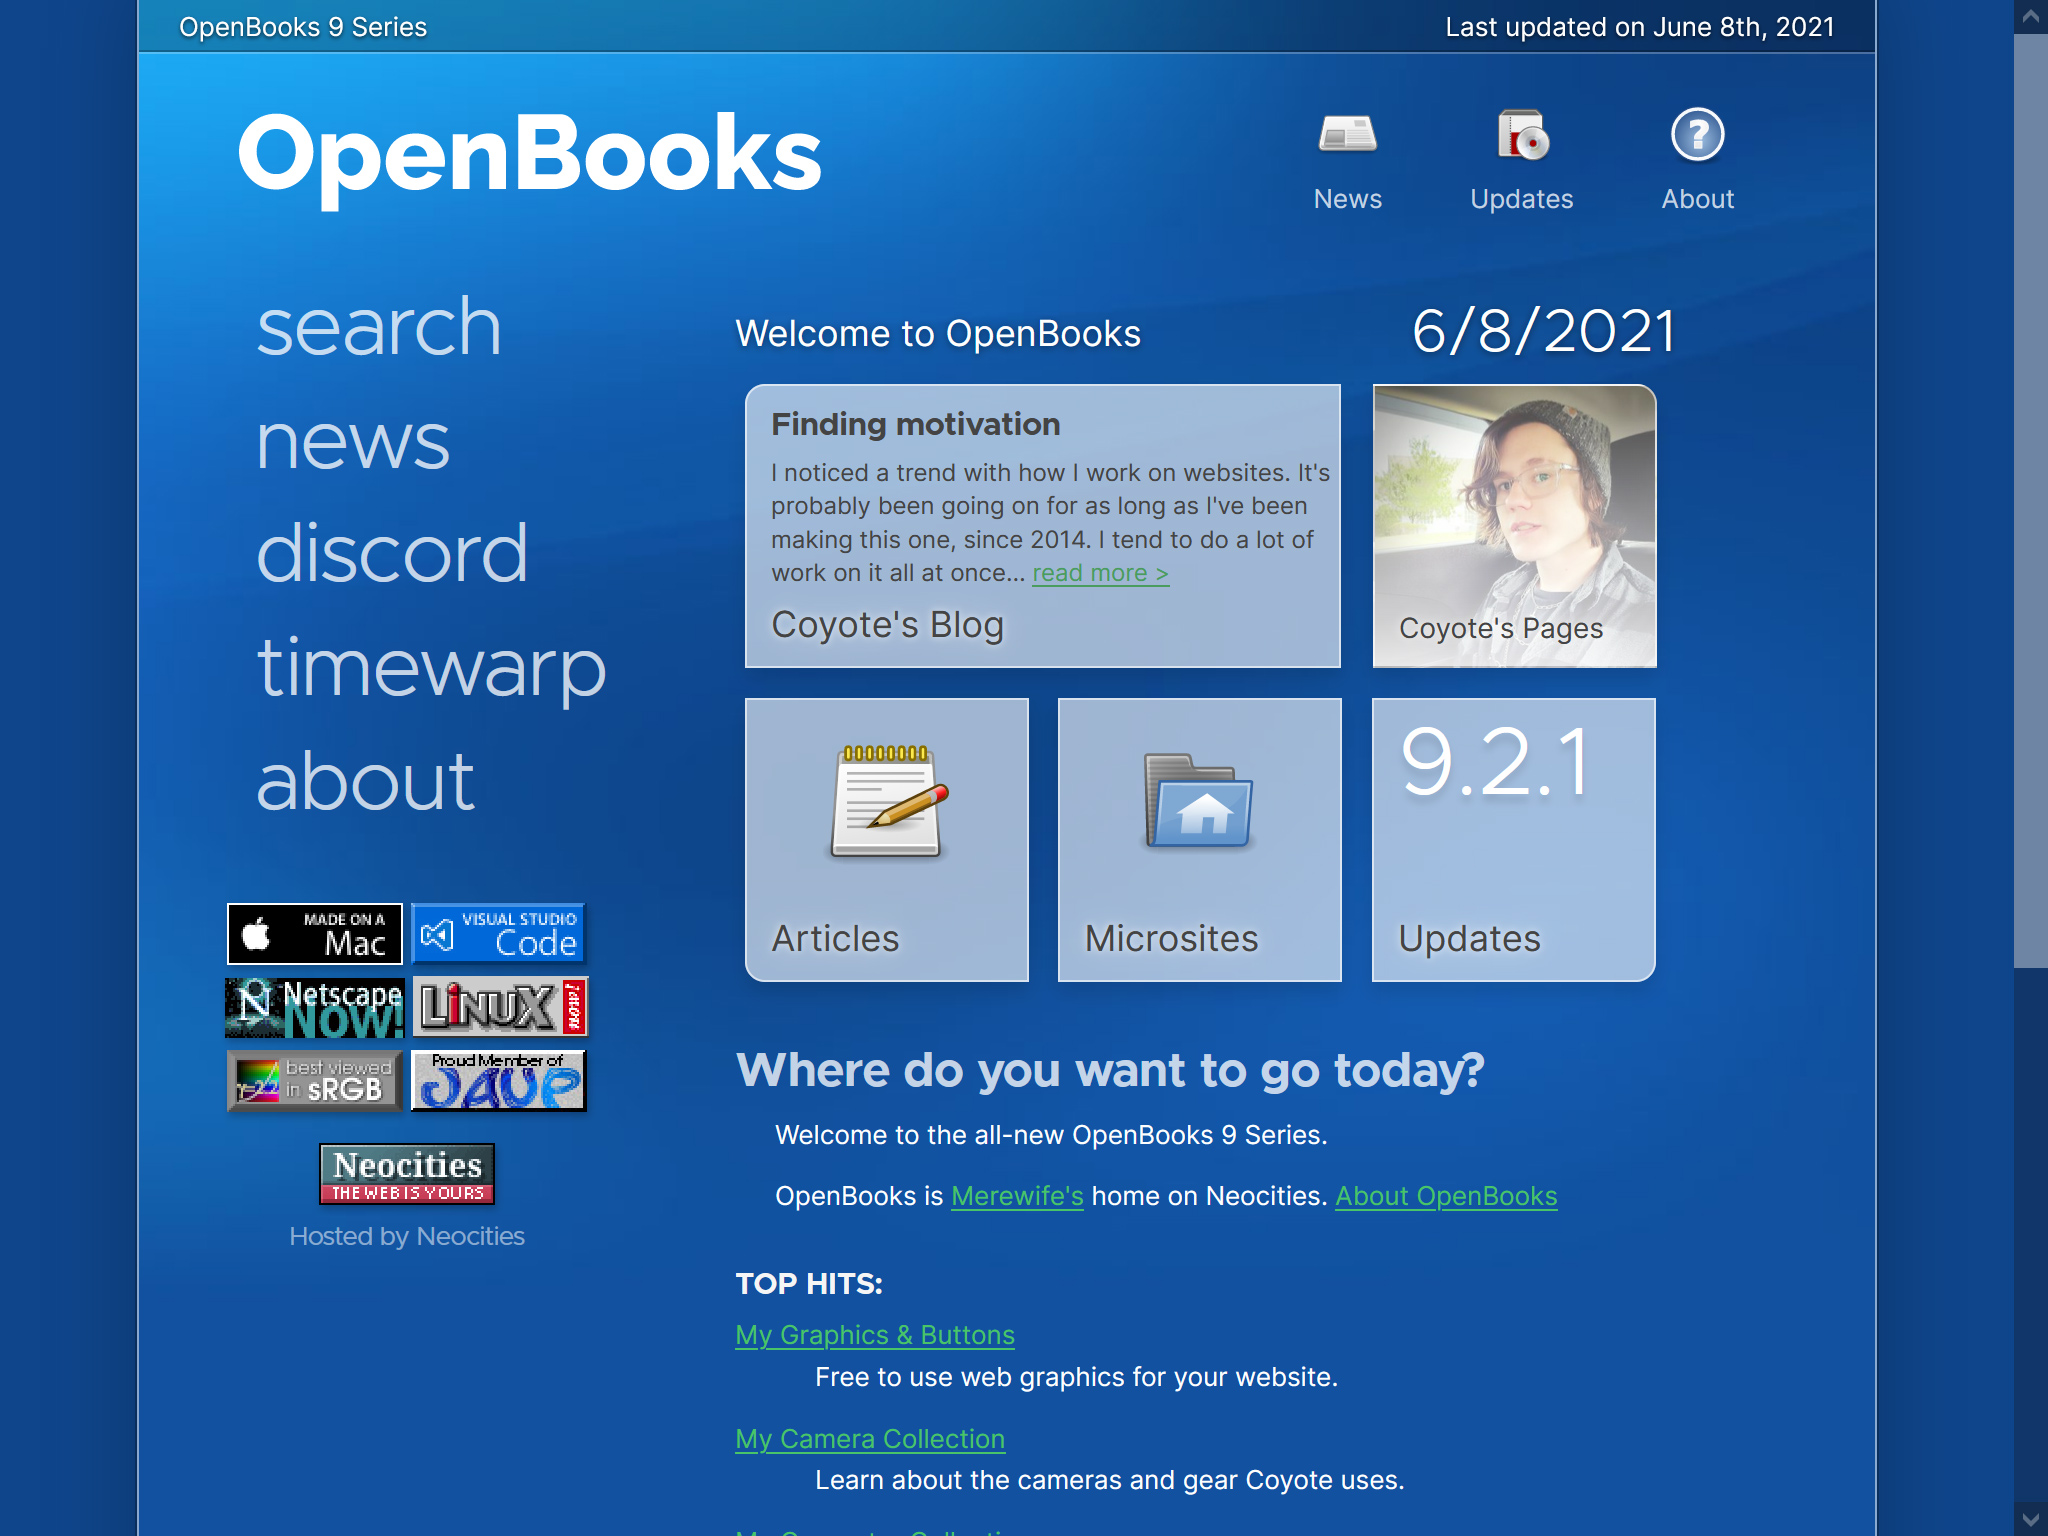 OpenBooks 9 Series
Last updated on June 8th, 2021
OpenBooks
News
Updates
About
search
news
discord
timewarp
about
MADE ON A
Mac
VISUAL STUDIO
Code
Netscape
NOW!
LINUX
best viewed
in sRGB
Proud Member of
Neocities
THE WEB IS YOURS
Hosted by Neocities
Welcome to OpenBooks
6/8/2021
Finding motivation
I noticed a trend with how I work on websites. It's
probably been going on for as long as I've been
making this one, since 2014. I tend to do a lot of
work on it all at once... read more >
Coyote's Blog
Coyote's Pages
Articles
Microsites
9.2.1
Updates
Where do you want to go today?
Welcome to the all-new OpenBooks 9 Series.
OpenBooks is Merewife's home on Neocities. About OpenBooks
TOP HITS:
My Graphics & Buttons
Free to use web graphics for your website.
My Camera Collection
Learn about the cameras and gear Coyote uses.